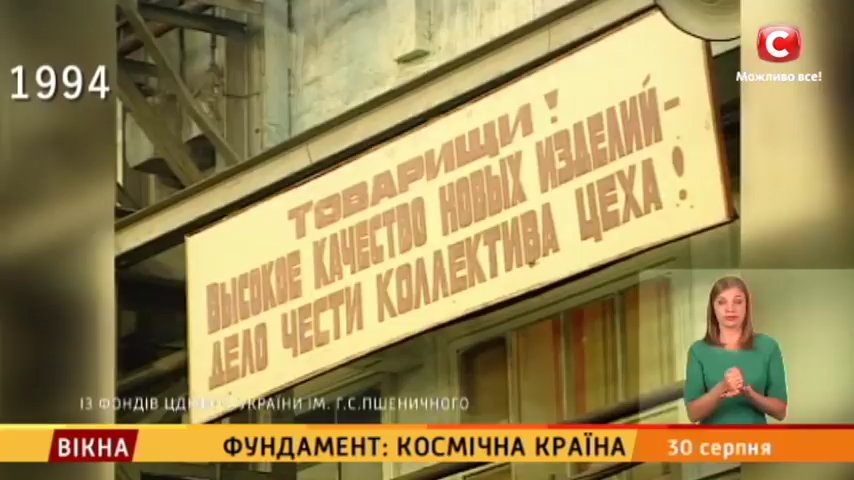 1994
СТБ
Можливо все!
ТОВАРИЩИ!
ВЫСОКОЕ КАЧЕСТВО НОВЫХ ИЗДЕЛИЙ-
ДЕЛО ЧЕСТИ КОЛЛЕКТИВА ЦЕХА!
ІЗ ФОНДІВ УКРАЇНИ ІМ. Г.С.ПШЕНИЧНОГО
ВІКНА
ФУНДАМЕНТ: КОСМІЧНА КРАЇНА
30 серпня